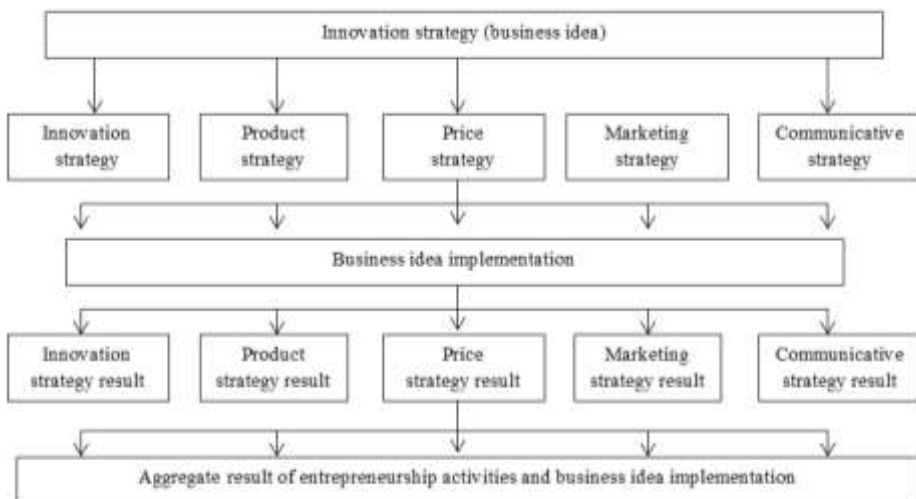 Innovation strategy (business idea)
Innovation
strategy
Product
strategy
Price
strategy
Marketing
strategy
Communicative
strategy
Business idea implementation
Innovation
strategy result
Product
strategy result
Price
strategy result
Marketing
strategy result
Communicative
strategy result
Aggregate result of entrepreneurship activities and business idea implementation